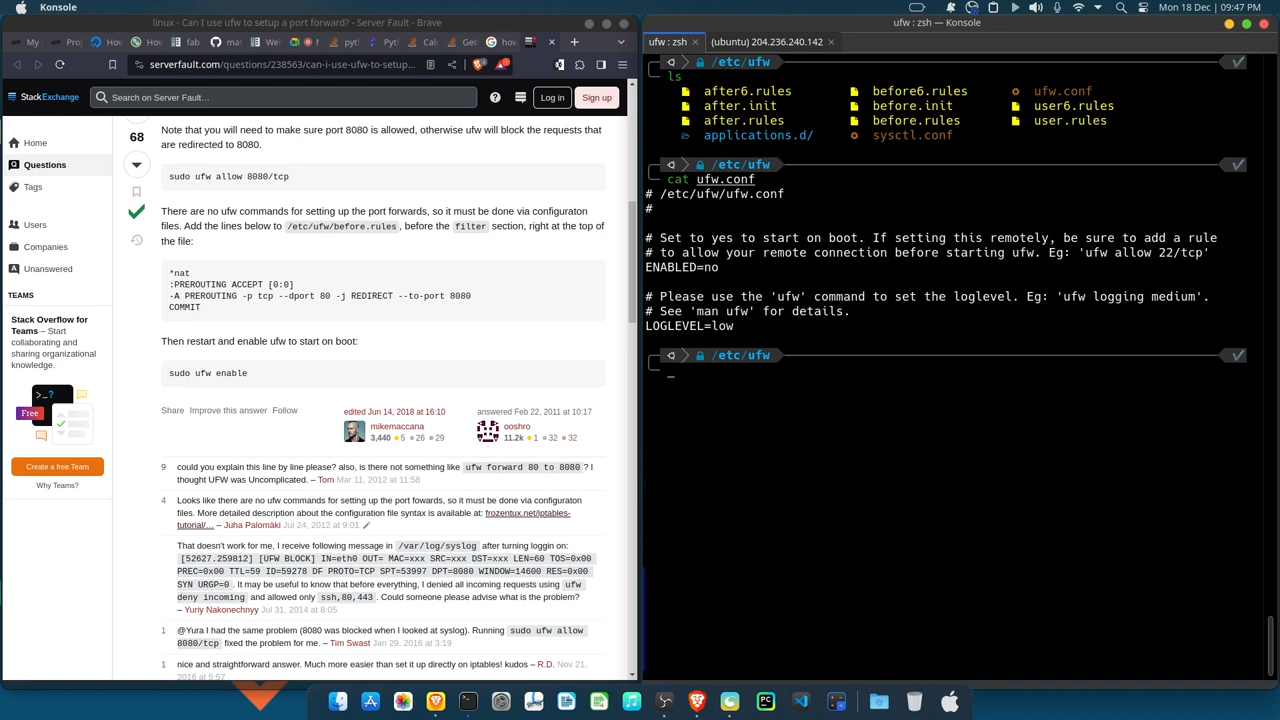 Konsole
Mon 18 Dec, 09:47 PM
linux - Can I use ufw to setup a port forward? - Server Fault - Brave
My
Pro
How
How
fab
mat
Wel
pyt
pytl
Calc
Get
how
serverfault.com/questions/238563/can-i-use-ufw-to-setup...
StackExchange
Search on Server Fault…
Log in
Sign up
Home
Questions
Tags
Users
Companies
Unanswered
TEAMS
Stack Overflow for
Teams – Start
collaborating and
sharing organizational
knowledge.
Free
Create a free Team
Why Teams?
68
Note that you will need to make sure port 8080 is allowed, otherwise ufw will block the requests
that are redirected to 8080.
sudo ufw allow 8080/tcp
There are no ufw commands for setting up the port forwards, so it must be done via configuraton
files. Add the lines below to /etc/ufw/before.rules, before the filter section, right at the top of
the file:
*nat
:PREROUTING ACCEPT [0:0]
-A PREROUTING -p tcp --dport 80 -j REDIRECT --to-port 8080
COMMIT
Then restart and enable ufw to start on boot:
sudo ufw enable
Share Improve this answer Follow
edited Jun 14, 2018 at 16:10
mikemaccana
3,440 5 26 29
answered Feb 22, 2011 at 10:17
ooshro
11.2k 1 32 32
9 could you explain this line by line please? also, is there not something like ufw forward 80 to 8080? I
thought UFW was Uncomplicated. – Tom Mar 11, 2012 at 11:58
4 Looks like there are no ufw commands for setting up the port fowards, so it must be done via configuraton
files. More detailed description about the configuration file syntax is available at: frozentux.net/iptables-
tutorial/… – Juha Palomäki Jul 24, 2012 at 9:01
That doesn't work for me, I receive following message in /var/log/syslog after turning loggin on:
[52627.259812] [UFW BLOCK] IN=eth0 OUT= MAC=xxx SRC=xxx DST=xxx LEN=60 TOS=0x00
PREC=0x00 TTL=59 ID=59278 DF PROTO=TCP SPT=53997 DPT=8080 WINDOW=14600 RES=0x00
SYN URGP=0. It may be useful to know that before everything, I denied all incoming requests using ufw
deny incoming and allowed only ssh,80,443. Could someone please advise what is the problem?
– Yuriy Nakonechnyy Jul 31, 2014 at 8:05
1 @Yura I had the same problem (8080 was blocked when I looked at syslog). Running sudo ufw allow
8080/tcp fixed the problem for me. – Tim Swast Jan 29, 2016 at 3:19
1 nice and straightforward answer. Much more easier than set it up directly on iptables! kudos – R.D. Nov 21,
2016 at 5:57
ufw : zsh — Konsole
ufw : zsh
(ubuntu) 204.236.240.142
/etc/ufw
ls
after6.rules before6.rules ufw.conf
after.init before.init user6.rules
after.rules before.rules user.rules
applications.d/ sysctl.conf
/etc/ufw
cat ufw.conf
# /etc/ufw/ufw.conf
#
# Set to yes to start on boot. If setting this remotely, be sure to add a rule
# to allow your remote connection before starting ufw. Eg: 'ufw allow 22/tcp'
ENABLED=no
# Please use the 'ufw' command to set the loglevel. Eg: 'ufw logging medium'.
# See 'man ufw' for details.
LOGLEVEL=low
/etc/ufw